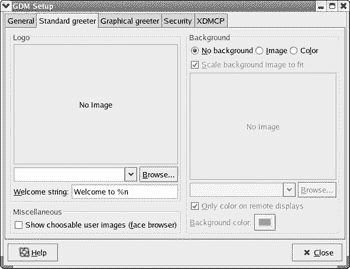 GDM Setup
General Standard greeter Graphical greeter Security XDMCP
Logo
No Image
Browse...
Welcome string: Welcome to %n
Miscellaneous
Show choosable user images (face browser)
Background
No background Image Color
Scale background image to fit
No Image
Browse...
Only color on remote displays
Background color:
Help
Close